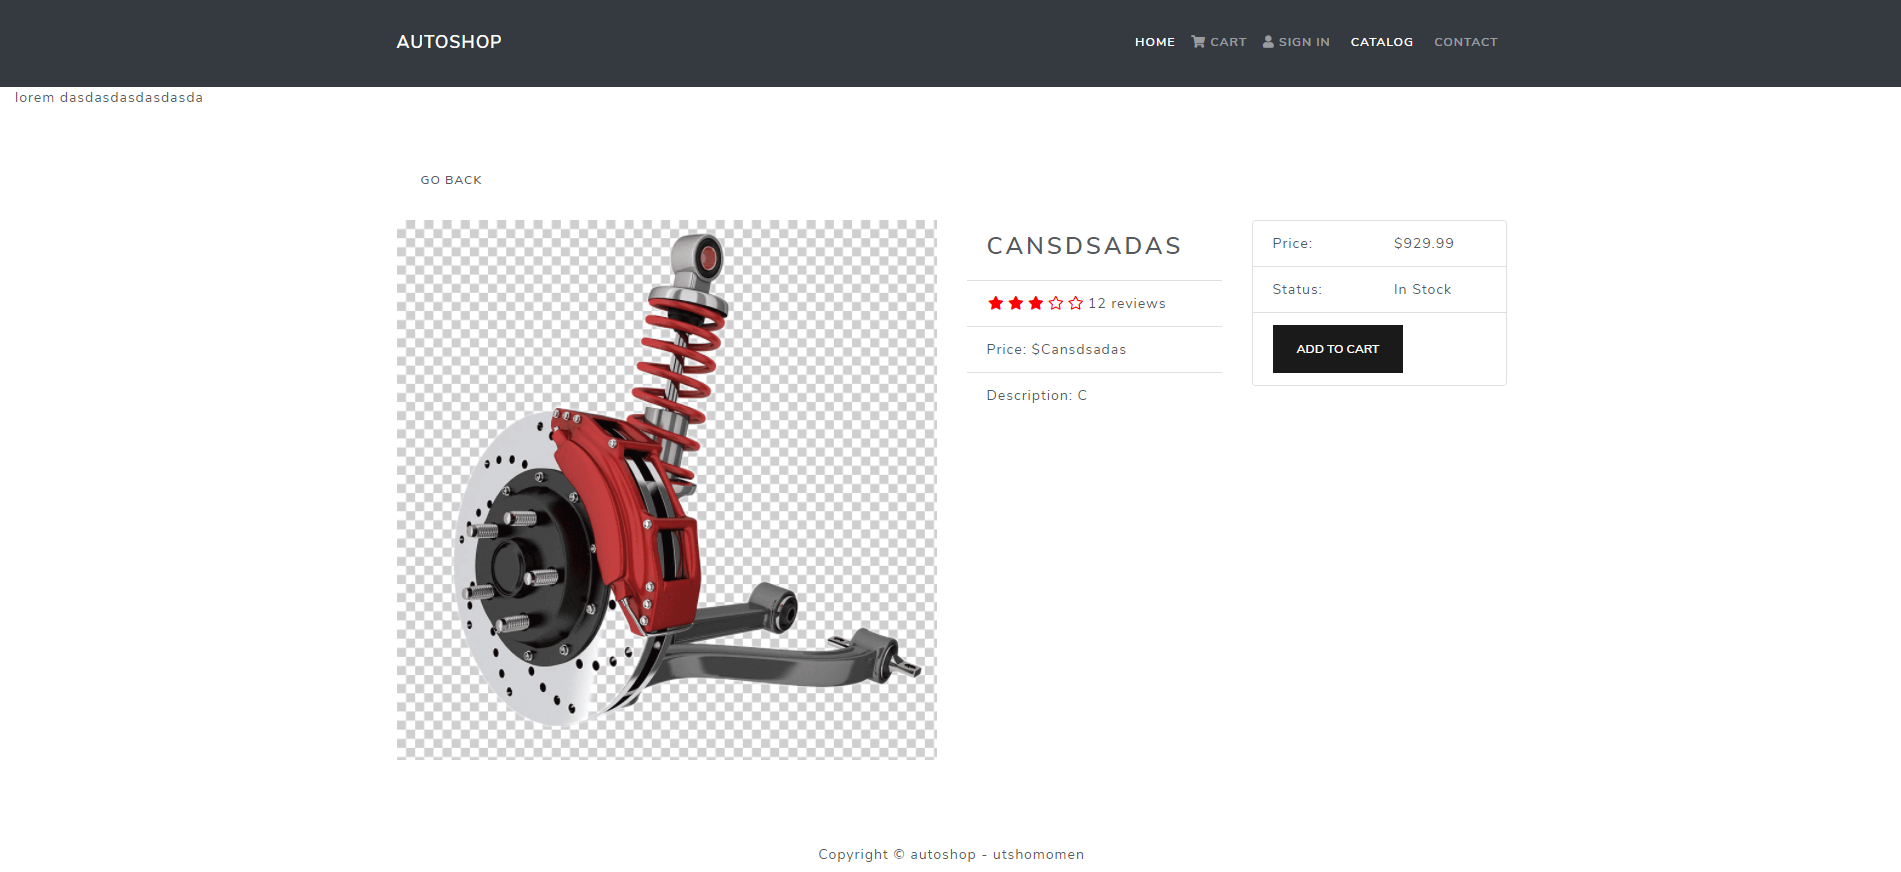 AUTOSHOP
HOME CART SIGN IN CATALOG CONTACT
lorem dasdasdasdasdasda
GO BACK
CANSDSADAS
12 reviews
Price: $Cansdsadas
Description: C
Price: $929.99
Status: In Stock
ADD TO CART
Copyright © autoshop - utshomomen